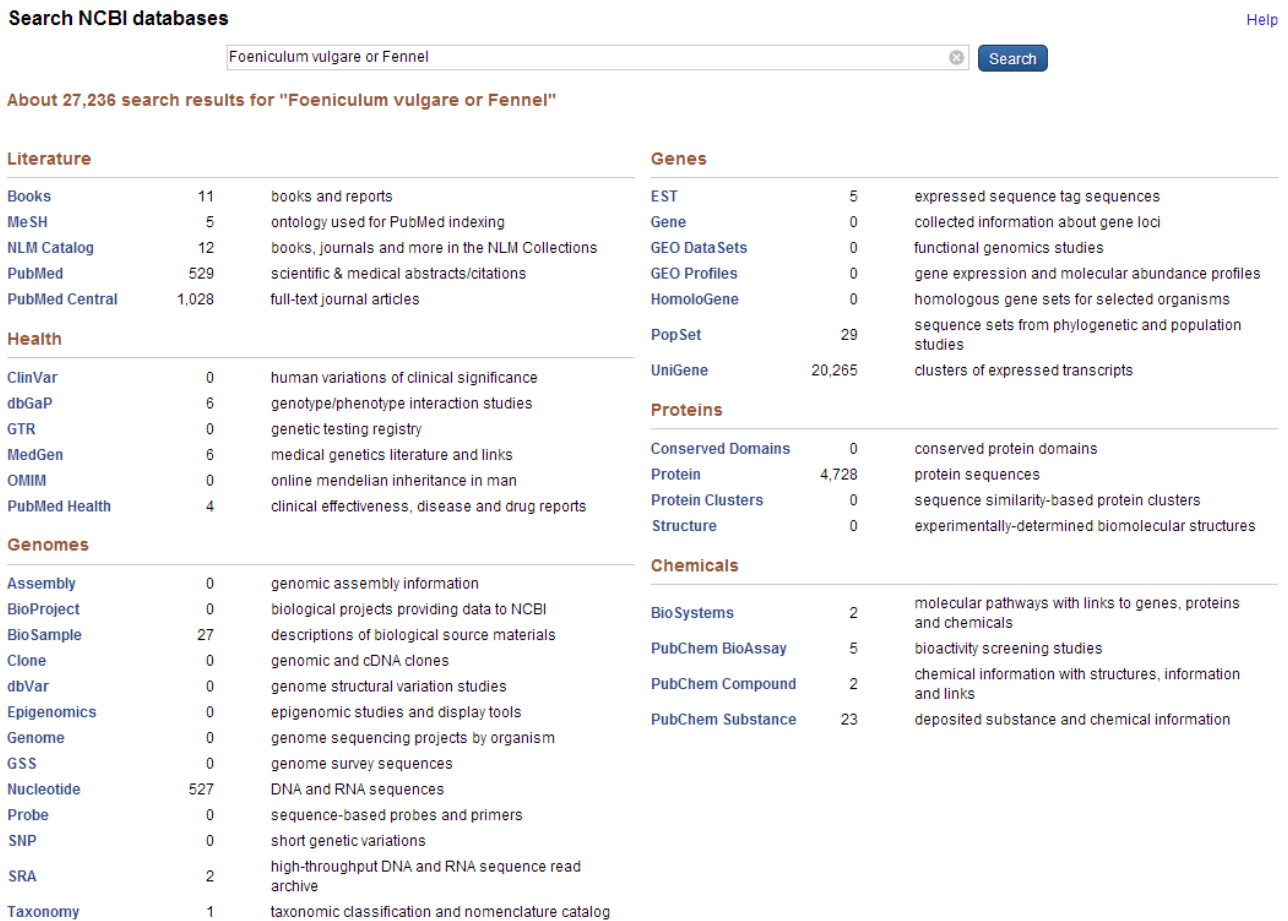 Search NCBI databases
Help
Foeniculum vulgare or Fennel
Search
About 27,236 search results for "Foeniculum vulgare or Fennel"
Literature
Books 11 books and reports
MeSH 5 ontology used for PubMed indexing
NLM Catalog 12 books, journals and more in the NLM Collections
PubMed 529 scientific & medical abstracts/citations
PubMed Central 1,028 full-text journal articles
Health
ClinVar 0 human variations of clinical significance
dbGaP 6 genotype/phenotype interaction studies
GTR 0 genetic testing registry
MedGen 6 medical genetics literature and links
OMIM 0 online mendelian inheritance in man
PubMed Health 4 clinical effectiveness, disease and drug reports
Genomes
Assembly 0 genomic assembly information
BioProject 0 biological projects providing data to NCBI
BioSample 27 descriptions of biological source materials
Clone 0 genomic and cDNA clones
dbVar 0 genome structural variation studies
Epigenomics 0 epigenomic studies and display tools
Genome 0 genome sequencing projects by organism
GSS 0 genome survey sequences
Nucleotide 527 DNA and RNA sequences
Probe 0 sequence-based probes and primers
SNP 0 short genetic variations
SRA 2 high-throughput DNA and RNA sequence read
archive
Taxonomy 1 taxonomic classification and nomenclature catalog
Genes
EST 5 expressed sequence tag sequences
Gene 0 collected information about gene loci
GEO DataSets 0 functional genomics studies
GEO Profiles 0 gene expression and molecular abundance profiles
HomoloGene 0 homologous gene sets for selected organisms
PopSet 29 sequence sets from phylogenetic and population
studies
UniGene 20,265 clusters of expressed transcripts
Proteins
Conserved Domains 0 conserved protein domains
Protein 4,728 protein sequences
Protein Clusters 0 sequence similarity-based protein clusters
Structure 0 experimentally-determined biomolecular structures
Chemicals
BioSystems 2 molecular pathways with links to genes, proteins
and chemicals
PubChem BioAssay 5 bioactivity screening studies
PubChem Compound 2 chemical information with structures, information
and links
PubChem Substance 23 deposited substance and chemical information